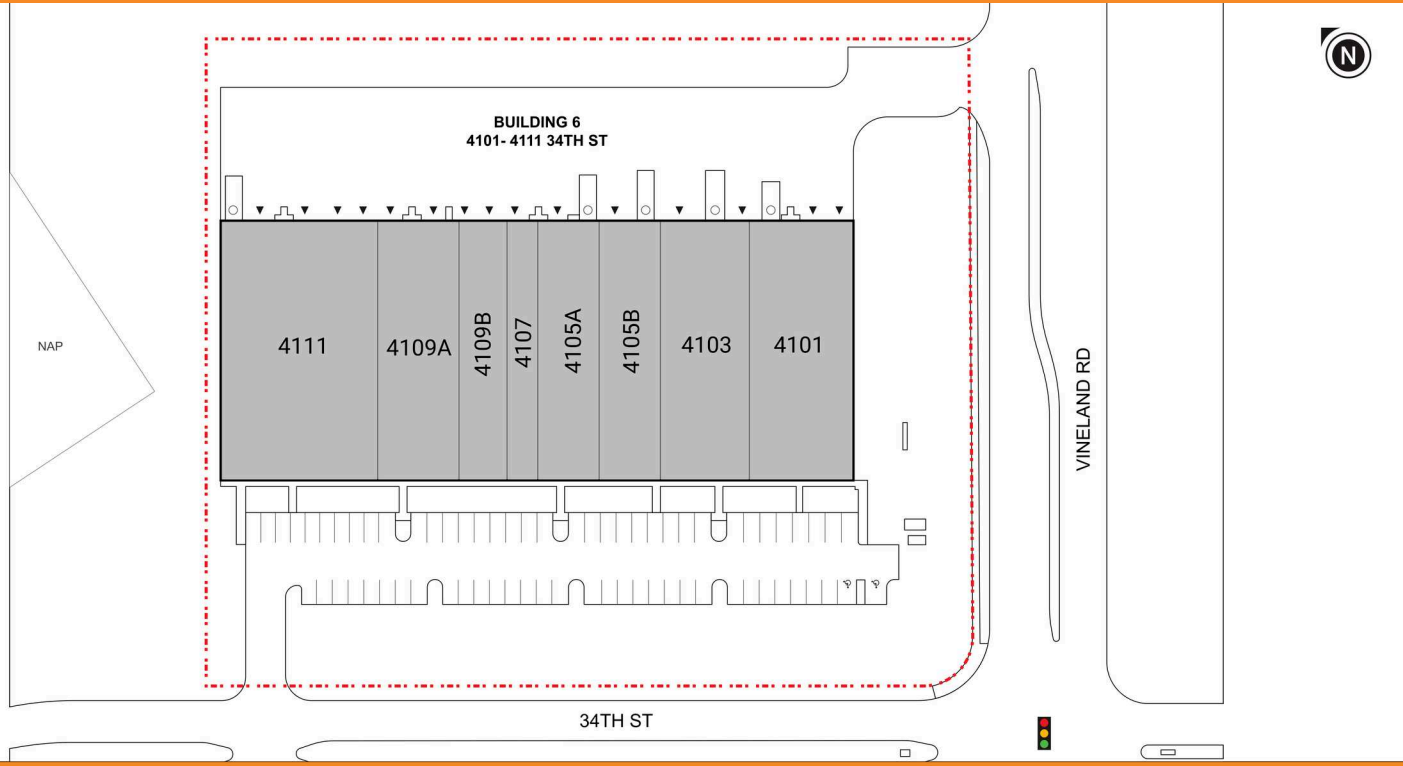 N
BUILDING 6
4101- 4111 34TH ST
4111
4109A
4109B
4107
4105A
4105B
4103
4101
NAP
VINELAND RD
34TH ST